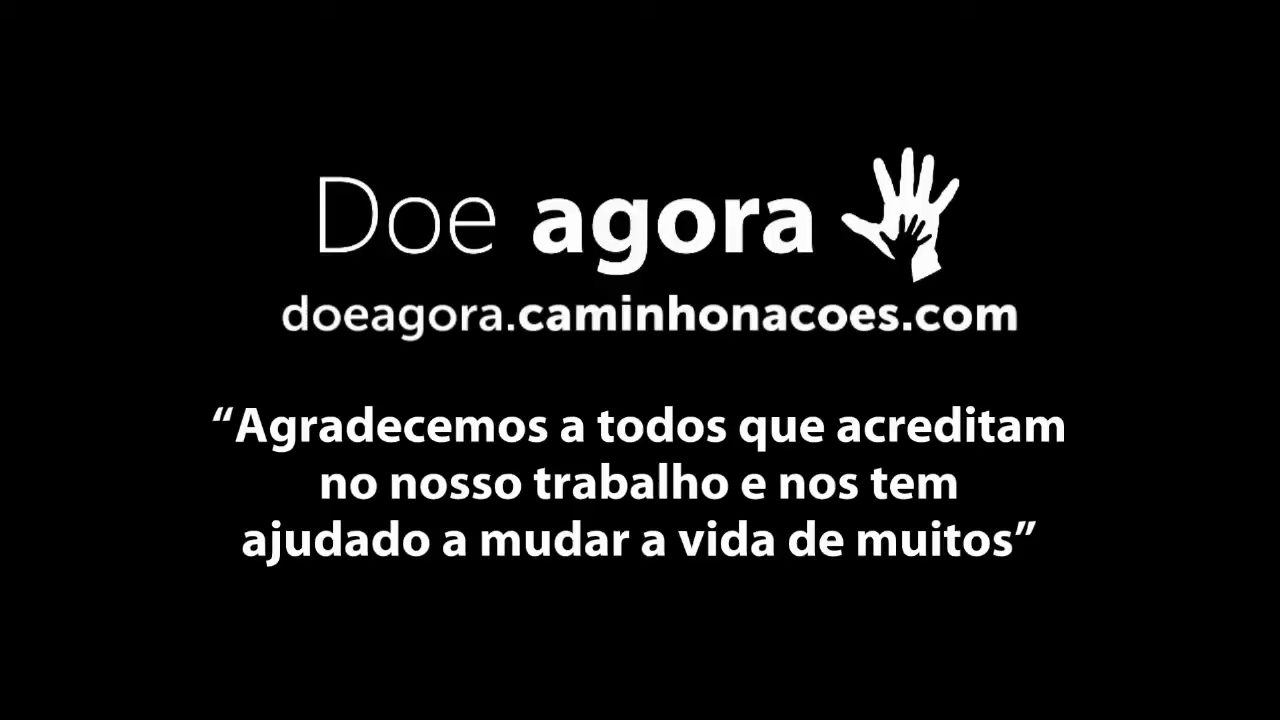 Doe agora
doeagora.caminhonacoes.com
“Agradecemos a todos que acreditam
no nosso trabalho e nos tem
ajudado a mudar a vida de muitos”